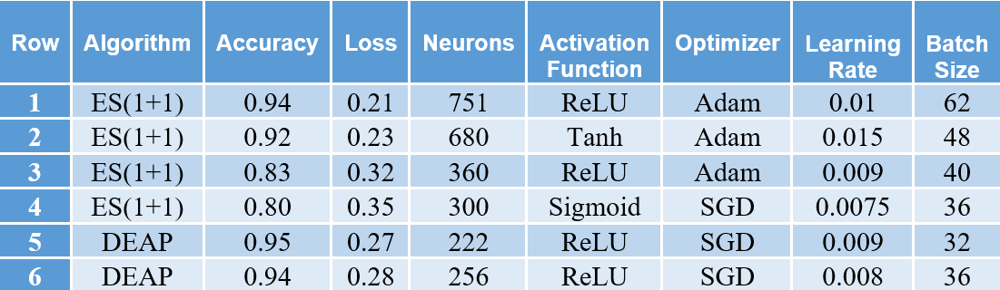 Row Algorithm Accuracy Loss Neurons Activation Function Optimizer Learning Rate Batch Size
1 ES(1+1) 0.94 0.21 751 ReLU Adam 0.01 62
2 ES(1+1) 0.92 0.23 680 Tanh Adam 0.015 48
3 ES(1+1) 0.83 0.32 360 ReLU Adam 0.009 40
4 ES(1+1) 0.80 0.35 300 Sigmoid SGD 0.0075 36
5 DEAP 0.95 0.27 222 ReLU SGD 0.009 32
6 DEAP 0.94 0.28 256 ReLU SGD 0.008 36